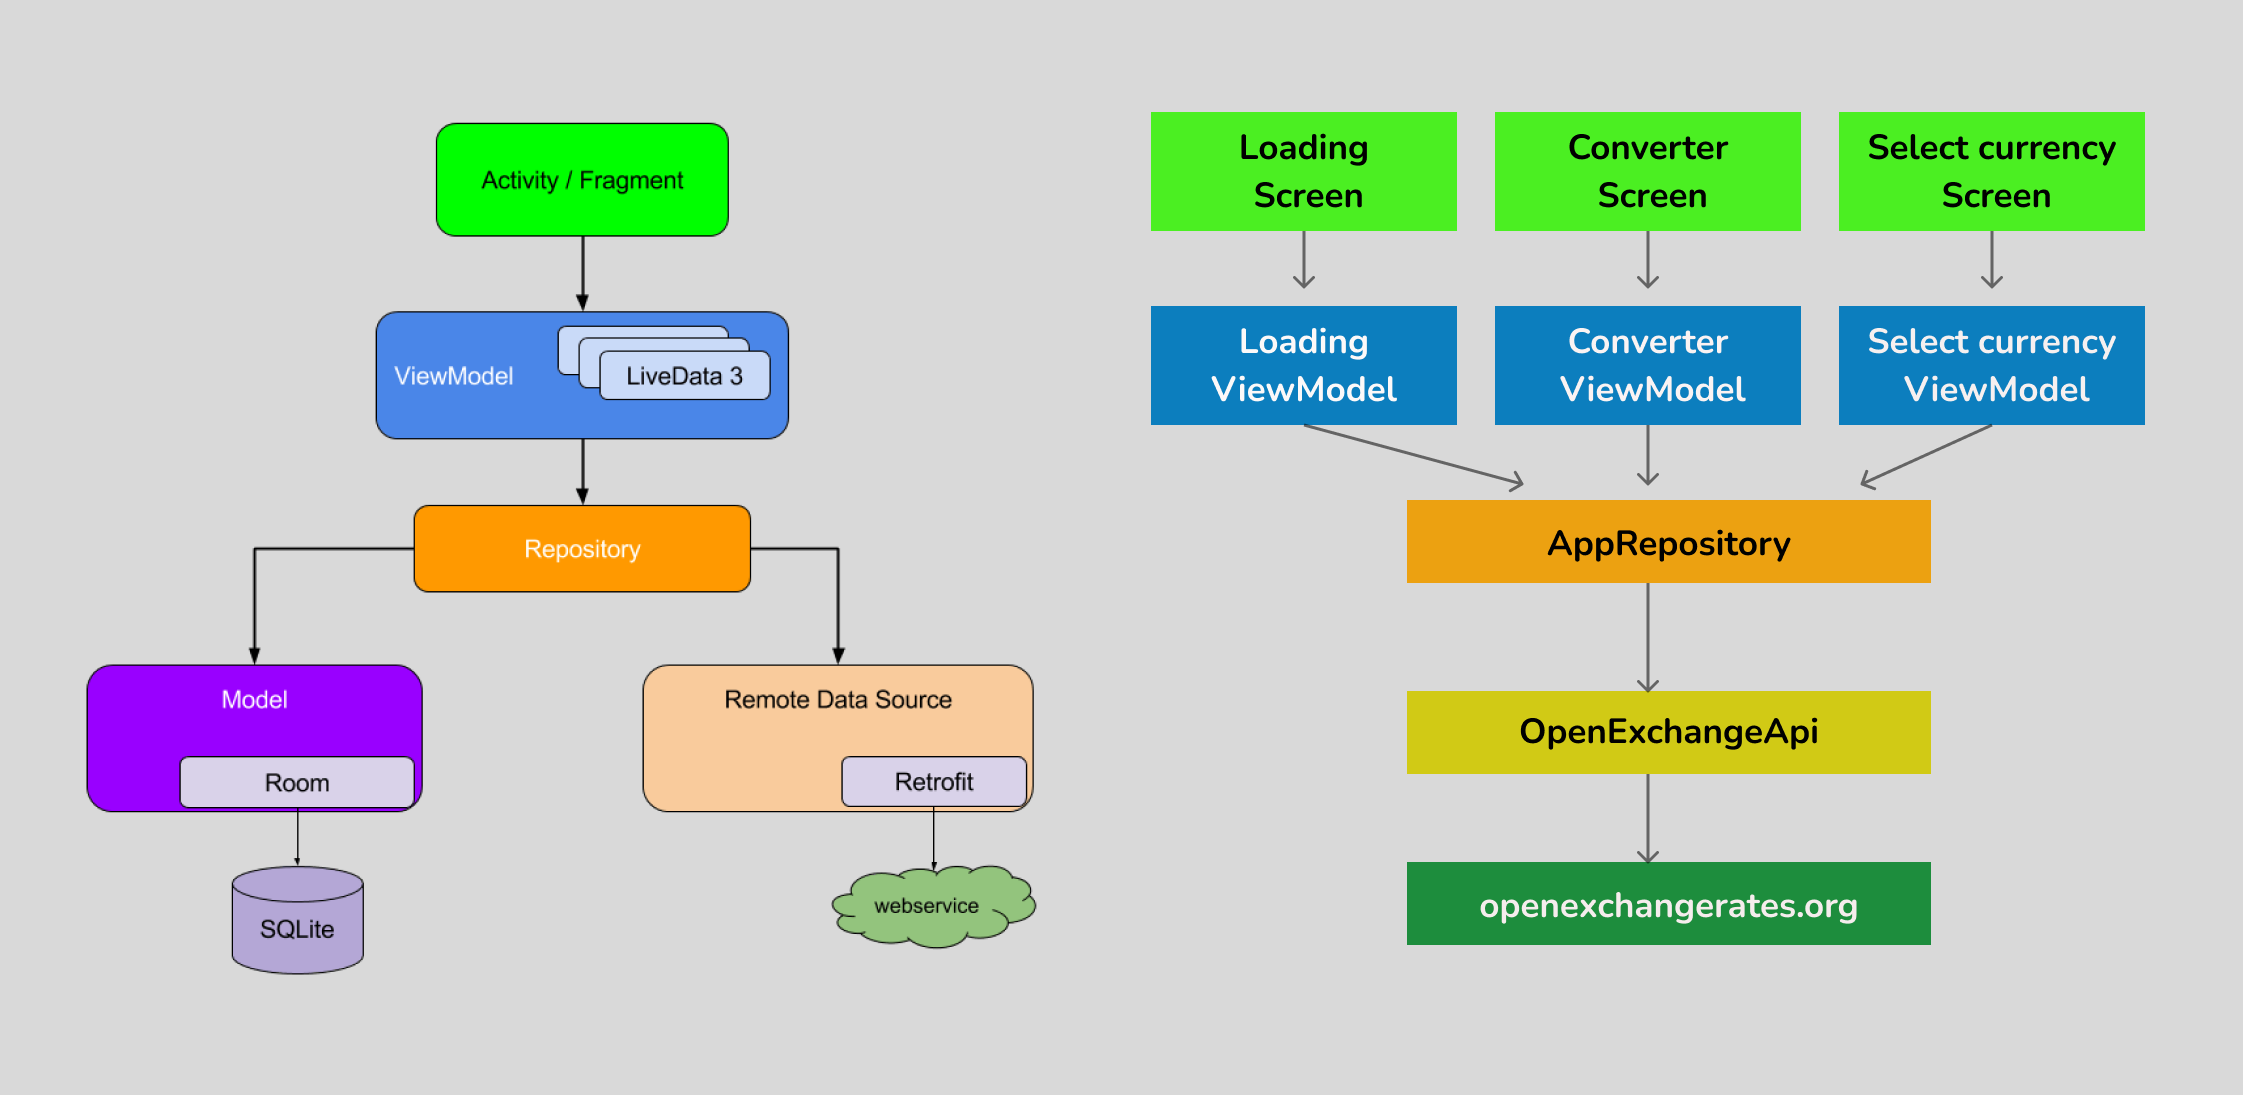 Activity / Fragment
ViewModel
LiveData 3
Repository
Model
Room
SQLite
Remote Data Source
Retrofit
webservice
Loading
Screen
Converter
Screen
Select currency
Screen
Loading
ViewModel
Converter
ViewModel
Select currency
ViewModel
AppRepository
OpenExchangeApi
openexchangerates.org